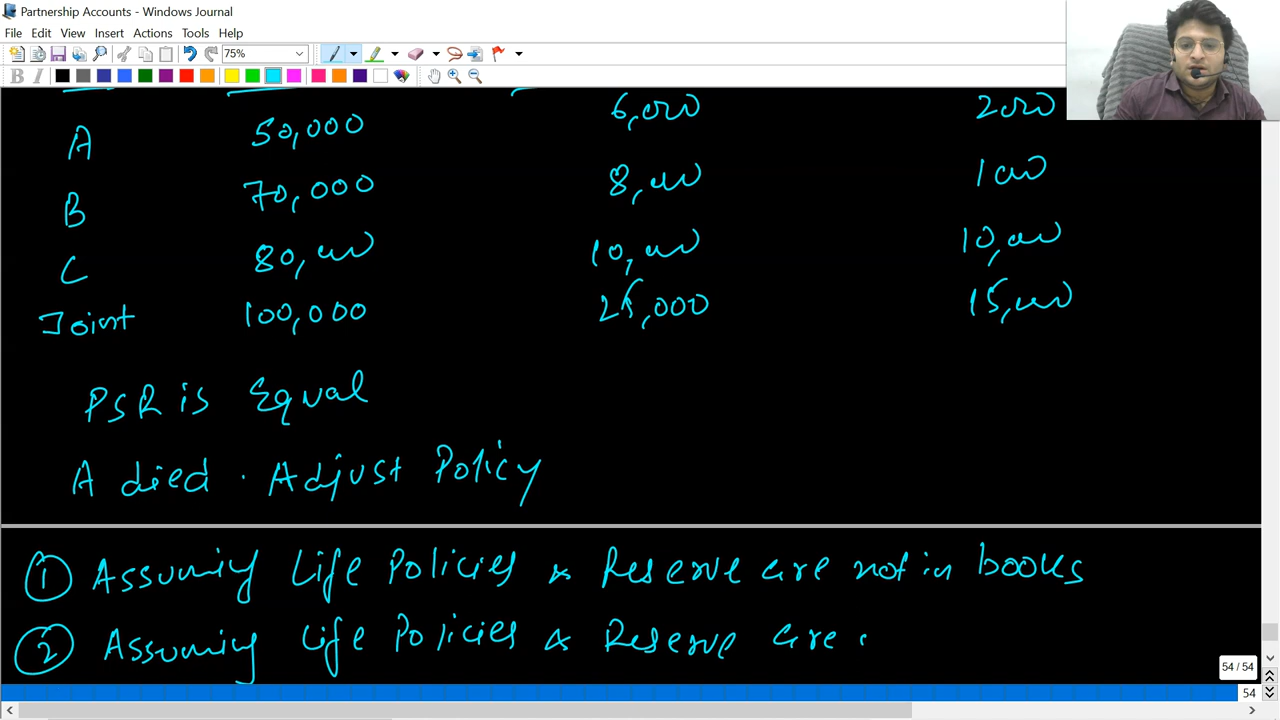 Partnership Accounts - Windows Journal
File Edit View Insert Actions Tools Help
75%
A 50,000 6,000 2000
B 70,000 8,000 1000
C 80,000 10,000 10,000
Joint 100,000 25,000 15,000
PSR is Equal
A died . Adjust Policy
① Assuming Life Policies & Reserve are not in books
② Assuming Life Policies & Reserve are
54 / 54
54